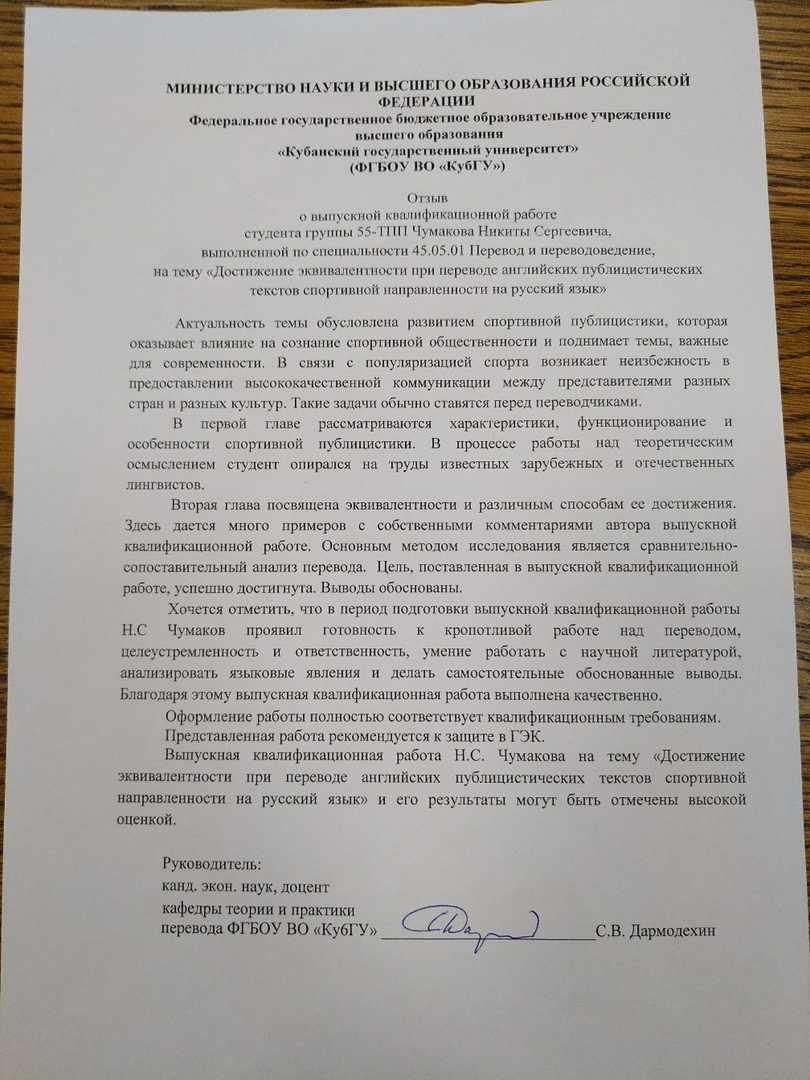 МИНИСТЕРСТВО НАУКИ И ВЫСШЕГО ОБРАЗОВАНИЯ РОССИЙСКОЙ
ФЕДЕРАЦИИ
Федеральное государственное бюджетное образовательное учреждение
высшего образования
«Кубанский государственный университет»
(ФГБОУ ВО «КубГУ»)
Отзыв
о выпускной квалификационной работе
студента группы 55-ТПП Чумакова Никиты Сергеевича,
выполненной по специальности 45.05.01 Перевод и переводоведение,
на тему «Достижение эквивалентности при переводе английских публицистических
текстов спортивной направленности на русский язык»
Актуальность темы обусловлена развитием спортивной публицистики, которая
оказывает влияние на сознание спортивной общественности и поднимает темы, важные
для современности. В связи с популяризацией спорта возникает неизбежность в
предоставлении высококачественной коммуникации между представителями разных
стран и разных культур. Такие задачи обычно ставятся перед переводчиками.
В первой главе рассматриваются характеристики, функционирование и
особенности спортивной публицистики. В процессе работы над теоретическим
осмыслением студент опирался на труды известных зарубежных и отечественных
лингвистов.
Вторая глава посвящена эквивалентности и различным способам ее достижения.
Здесь дается много примеров с собственными комментариями автора выпускной
квалификационной работе. Основным методом исследования является сравнительно-
сопоставительный анализ перевода. Цель, поставленная в выпускной квалификационной
работе, успешно достигнута. Выводы обоснованы.
Хочется отметить, что в период подготовки выпускной квалификационной работы
Н.С Чумаков проявил готовность к кропотливой работе над переводом,
целеустремленность и ответственность, умение работать с научной литературой,
анализировать языковые явления и делать самостоятельные обоснованные выводы.
Благодаря этому выпускная квалификационная работа выполнена качественно.
Оформление работы полностью соответствует квалификационным требованиям.
Представленная работа рекомендуется к защите в ГЭК.
Выпускная квалификационная работа Н.С. Чумакова на тему «Достижение
эквивалентности при переводе английских публицистических текстов спортивной
направленности на русский язык» и его результаты могут быть отмечены высокой
оценкой.
Руководитель:
канд. экон. наук, доцент
кафедры теории и практики
перевода ФГБОУ ВО «КубГУ» С.В. Дармодехин